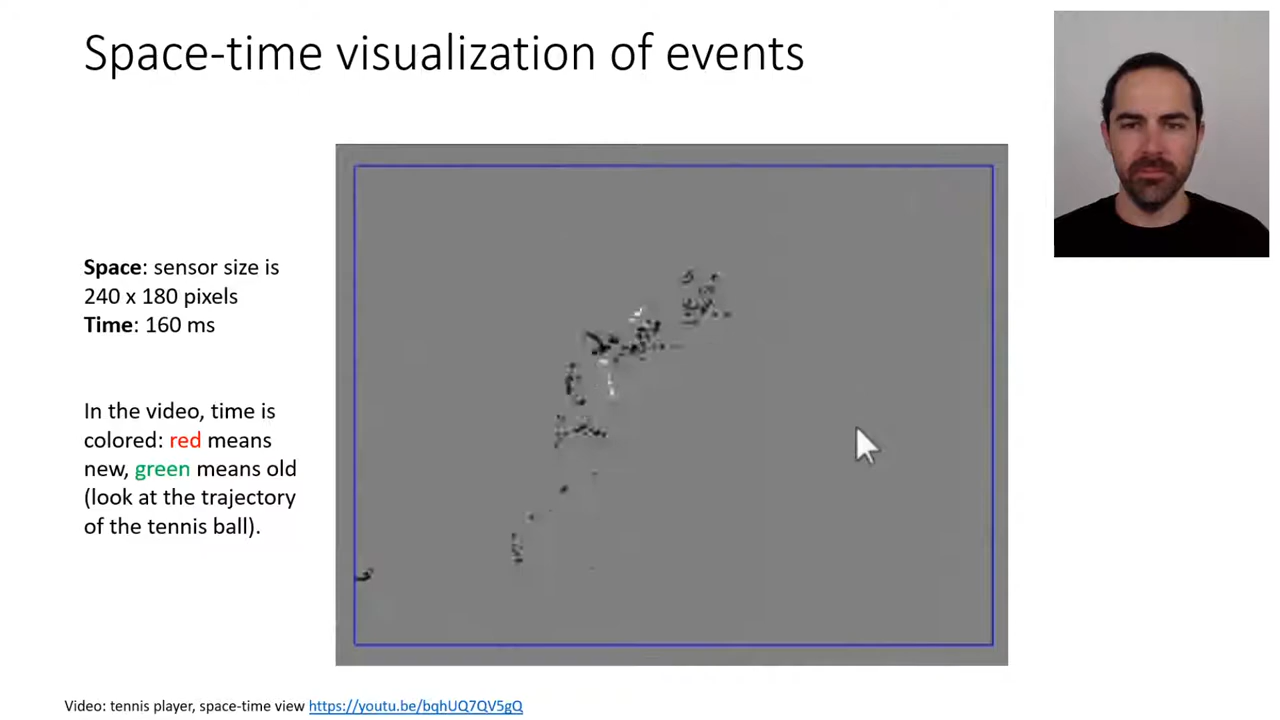 Space-time visualization of events
Space: sensor size is
240 x 180 pixels
Time: 160 ms
In the video, time is
colored: red means
new, green means old
(look at the trajectory
of the tennis ball).
Video: tennis player, space-time view https://youtu.be/bqhUQ7QV5gQ